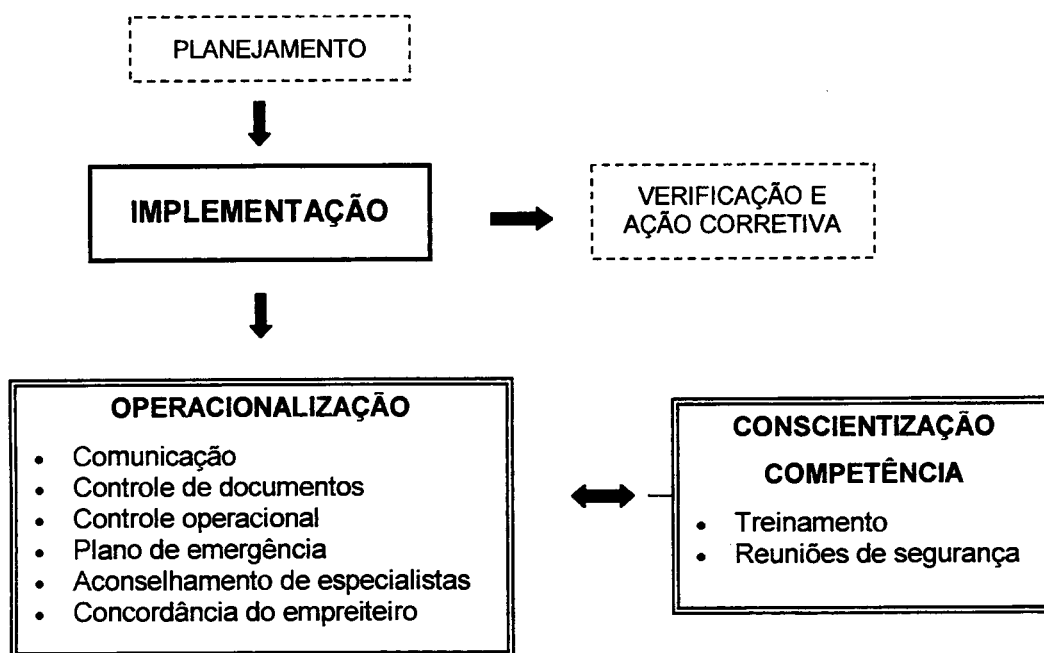 PLANEJAMENTO
IMPLEMENTAÇÃO
VERIFICAÇÃO E
AÇÃO CORRETIVA
OPERACIONALIZAÇÃO
• Comunicação
• Controle de documentos
• Controle operacional
• Plano de emergência
• Aconselhamento de especialistas
• Concordância do empreiteiro
CONSCIENTIZAÇÃO
COMPETÊNCIA
• Treinamento
• Reuniões de segurança